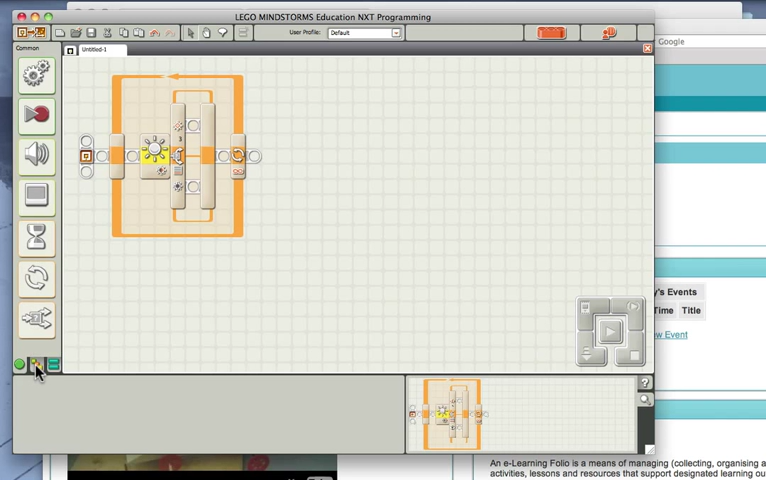 LEGO MINDSTORMS Education NXT Programming
User Profile: Default
Google
Common
Untitled-1
3
y's Events
Time Title
w Event
?
An e-Learning Folio is a means of managing (collecting, organising a
activities, lessons and resources that support designated learning ou